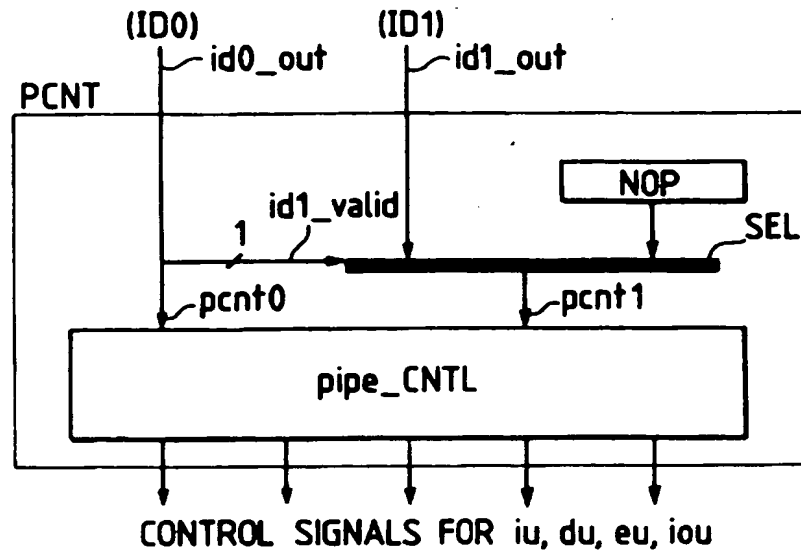 (ID0)
(ID1)
id0_out
id1_out
PCNT
NOP
id1_valid
SEL
1
pcnt0
pcnt1
pipe_CNTL
CONTROL SIGNALS FOR iu, du, eu, iou